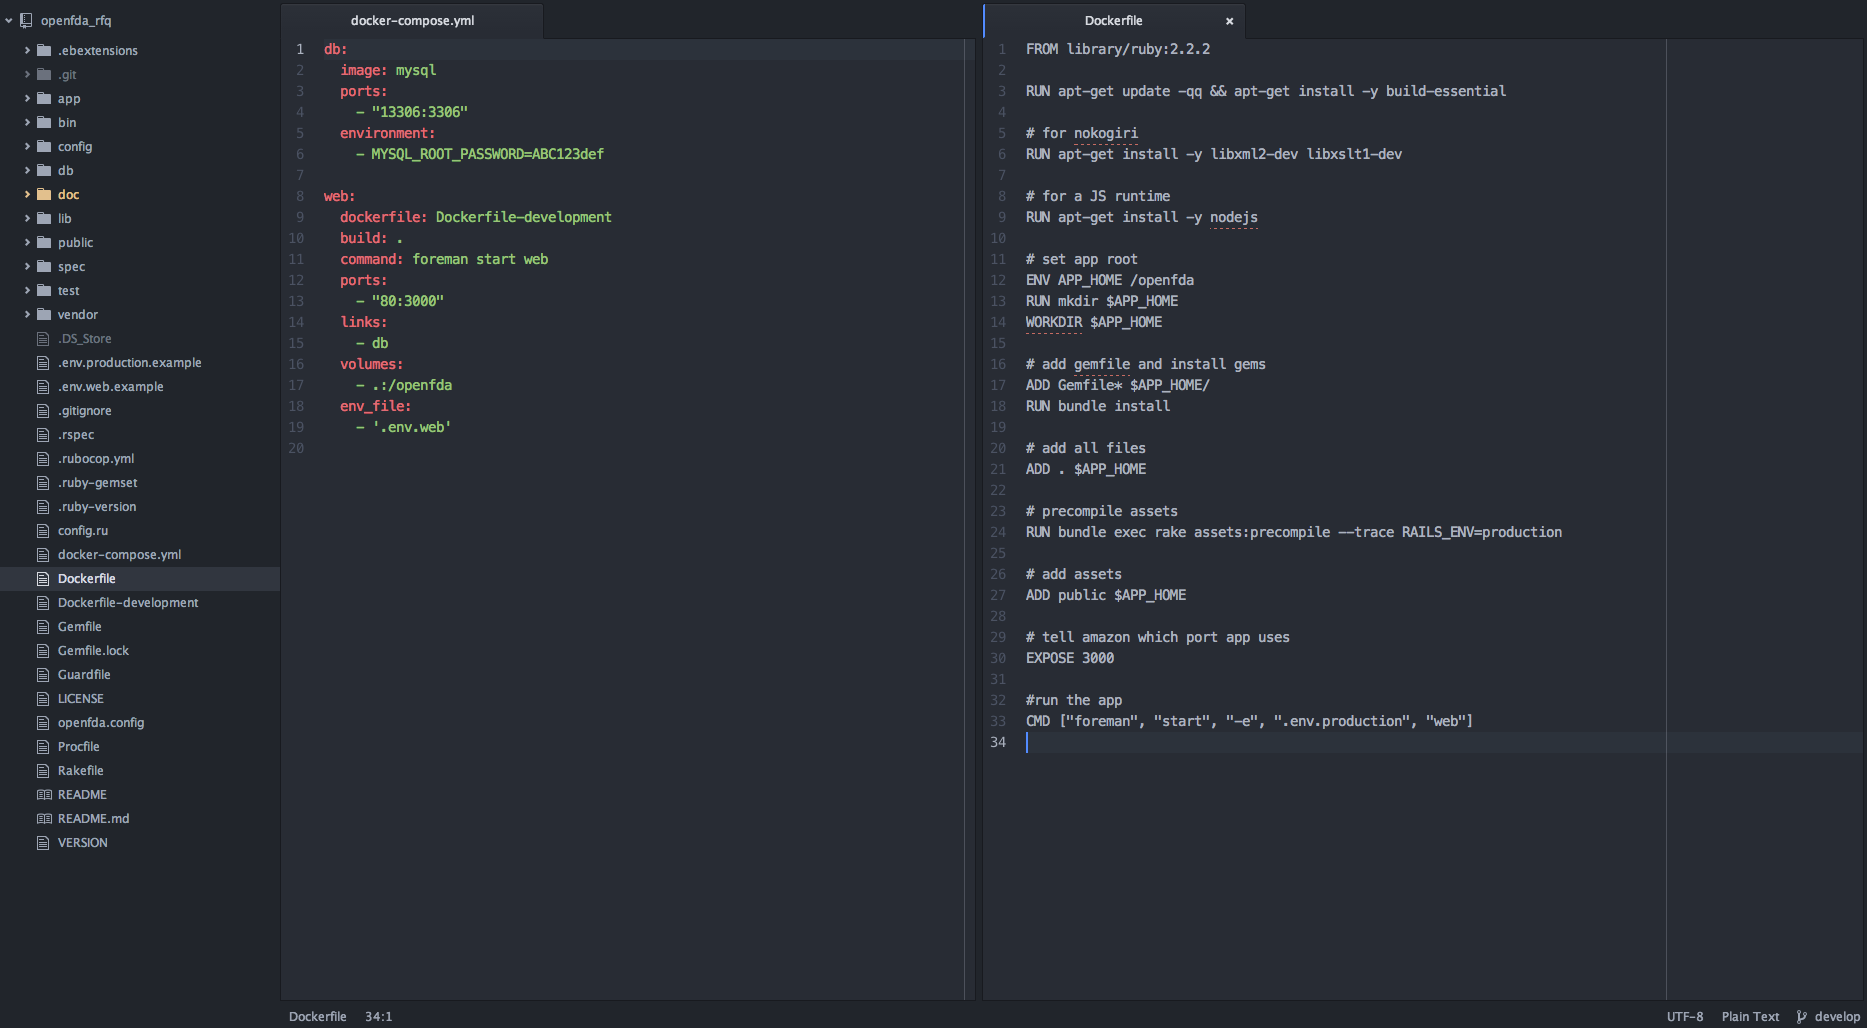 openfda_rfq
.ebextensions
.git
app
bin
config
db
doc
lib
public
spec
test
vendor
.DS_Store
.env.production.example
.env.web.example
.gitignore
.rspec
.rubocop.yml
.ruby-gemset
.ruby-version
config.ru
docker-compose.yml
Dockerfile
Dockerfile-development
Gemfile
Gemfile.lock
Guardfile
LICENSE
openfda.config
Procfile
Rakefile
README
README.md
VERSION
docker-compose.yml
1 db:
2   image: mysql
3   ports:
4     - "13306:3306"
5   environment:
6     - MYSQL_ROOT_PASSWORD=ABC123def
7
8 web:
9   dockerfile: Dockerfile-development
10   build: .
11   command: foreman start web
12   ports:
13     - "80:3000"
14   links:
15     - db
16   volumes:
17     - .:/openfda
18   env_file:
19     - '.env.web'
20
Dockerfile ×
1 FROM library/ruby:2.2.2
2
3 RUN apt-get update -qq && apt-get install -y build-essential
4
5 # for nokogiri
6 RUN apt-get install -y libxml2-dev libxslt1-dev
7
8 # for a JS runtime
9 RUN apt-get install -y nodejs
10
11 # set app root
12 ENV APP_HOME /openfda
13 RUN mkdir $APP_HOME
14 WORKDIR $APP_HOME
15
16 # add gemfile and install gems
17 ADD Gemfile* $APP_HOME/
18 RUN bundle install
19
20 # add all files
21 ADD . $APP_HOME
22
23 # precompile assets
24 RUN bundle exec rake assets:precompile --trace RAILS_ENV=production
25
26 # add assets
27 ADD public $APP_HOME
28
29 # tell amazon which port app uses
30 EXPOSE 3000
31
32 #run the app
33 CMD ["foreman", "start", "-e", ".env.production", "web"]
34
Dockerfile 34:1
UTF-8 Plain Text develop